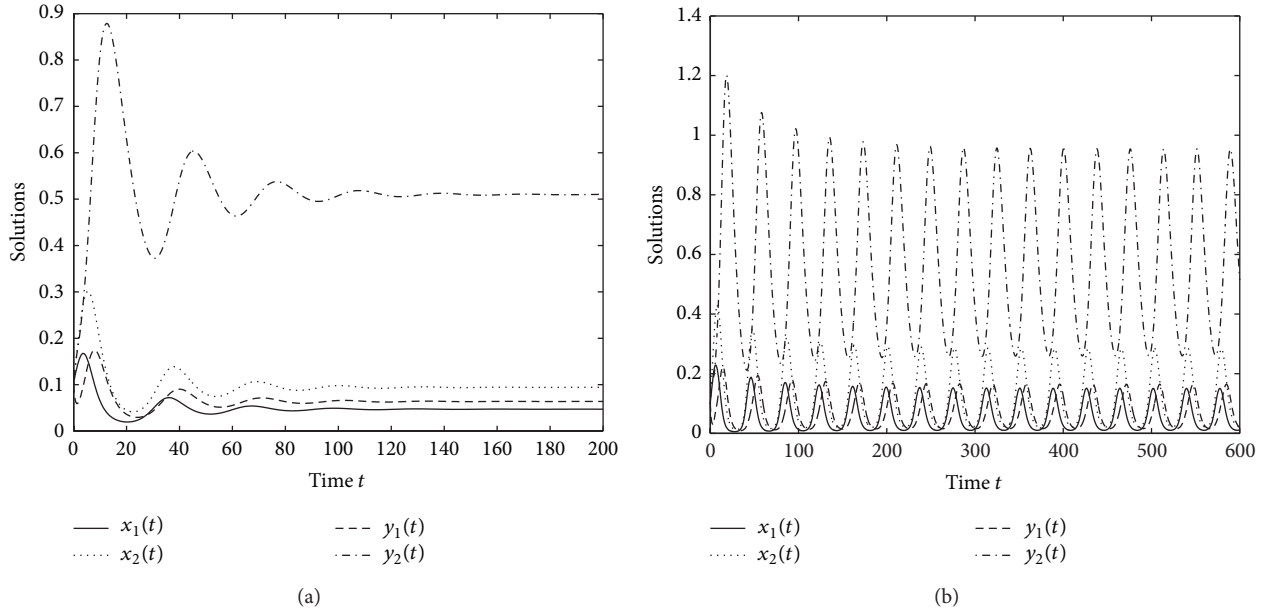 0.9
0.8
0.7
0.6
0.5
0.4
0.3
0.2
0.1
0
Solutions
0 20 40 60 80 100 120 140 160 180 200
Time t
x₁(t)
x₂(t)
y₁(t)
y₂(t)
(a)
1.4
1.2
1
0.8
0.6
0.4
0.2
0
Solutions
0 100 200 300 400 500 600
Time t
x₁(t)
x₂(t)
y₁(t)
y₂(t)
(b)